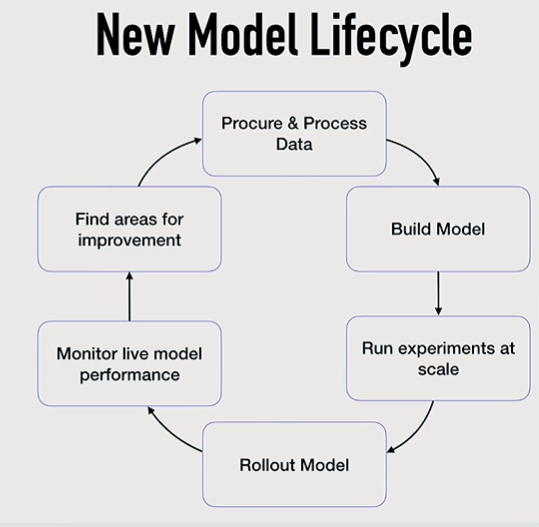 New Model Lifecycle
Procure & Process
Data
Build Model
Run experiments at
scale
Rollout Model
Monitor live model
performance
Find areas for
improvement